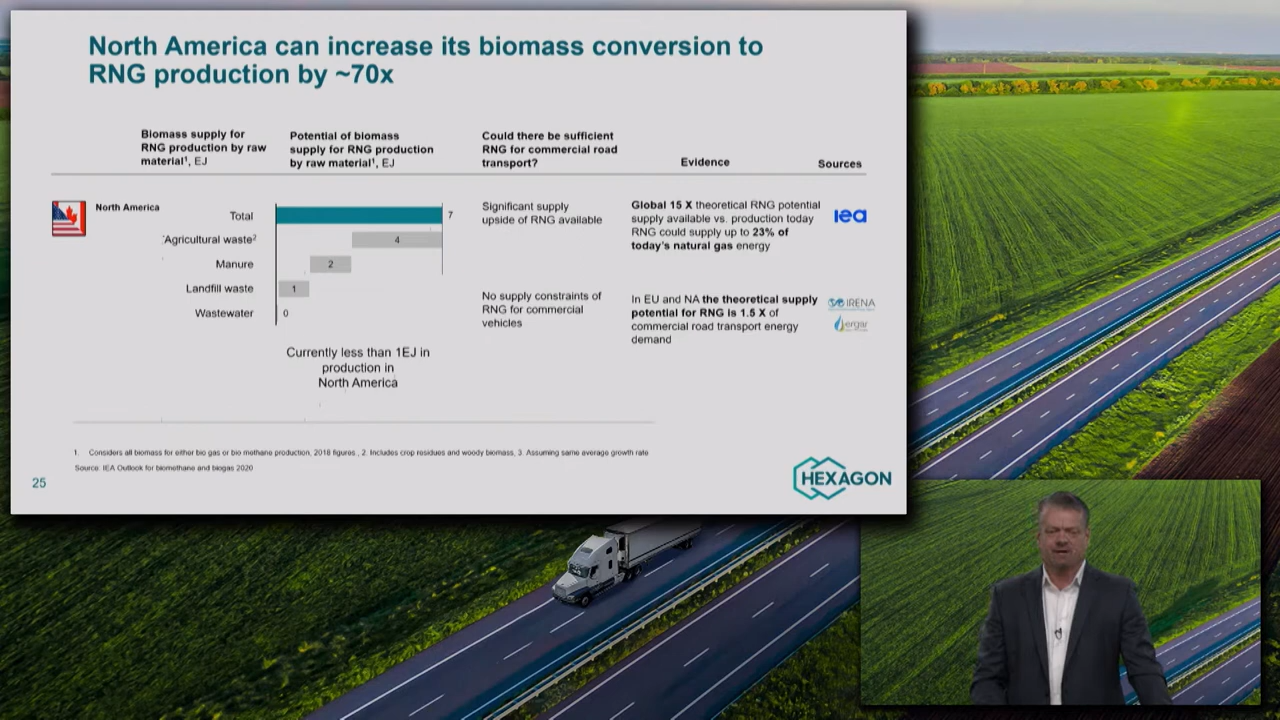 North America can increase its biomass conversion to
RNG production by ~70x
Biomass supply for
RNG production by raw
material¹, EJ
Potential of biomass
supply for RNG production
by raw material¹, EJ
Could there be sufficient
RNG for commercial road
transport?
Evidence
Sources
North America
Total
7
Agricultural waste²
4
Manure
2
Landfill waste
1
Wastewater
0
Currently less than 1EJ in
production in
North America
Significant supply
upside of RNG available
Global 15 X theoretical RNG potential
supply available vs. production today
RNG could supply up to 23% of
today's natural gas energy
iea
No supply constraints of
RNG for commercial
vehicles
In EU and NA the theoretical supply
potential for RNG is 1.5 X of
commercial road transport energy
demand
IRENA
ergar
1. Considers all biomass for either bio gas or bio methane production, 2018 figures., 2. Includes crop residues and woody biomass, 3. Assuming same average growth rate
Source: IEA Outlook for biomethane and biogas 2020
25
HEXAGON